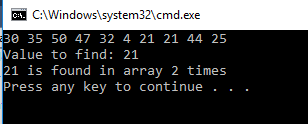 C:\Windows\system32\cmd.exe
30 35 50 47 32 4 21 21 44 25
Value to find: 21
21 is found in array 2 times
Press any key to continue . . .